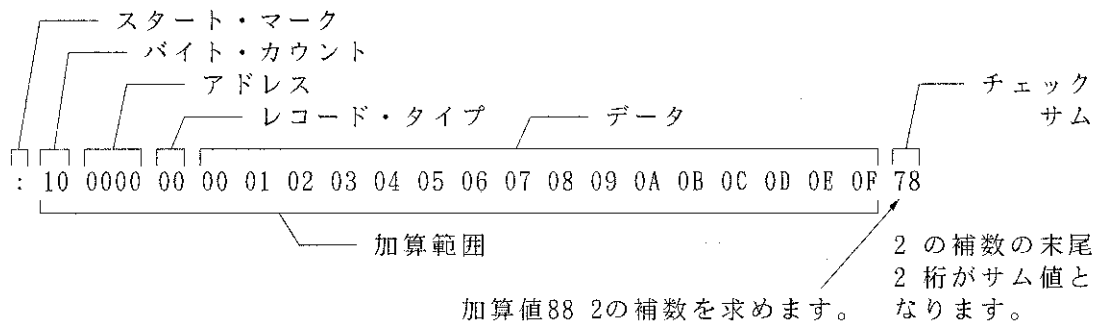 スタート・マーク
バイト・カウント
アドレス
レコード・タイプ
データ
チェック
サム
: 10 0000 00 00 01 02 03 04 05 06 07 08 09 0A 0B 0C 0D 0E 0F 78
加算範囲
加算値88 2の補数を求めます。
2 の補数の末尾
2 桁がサム値と
なります。